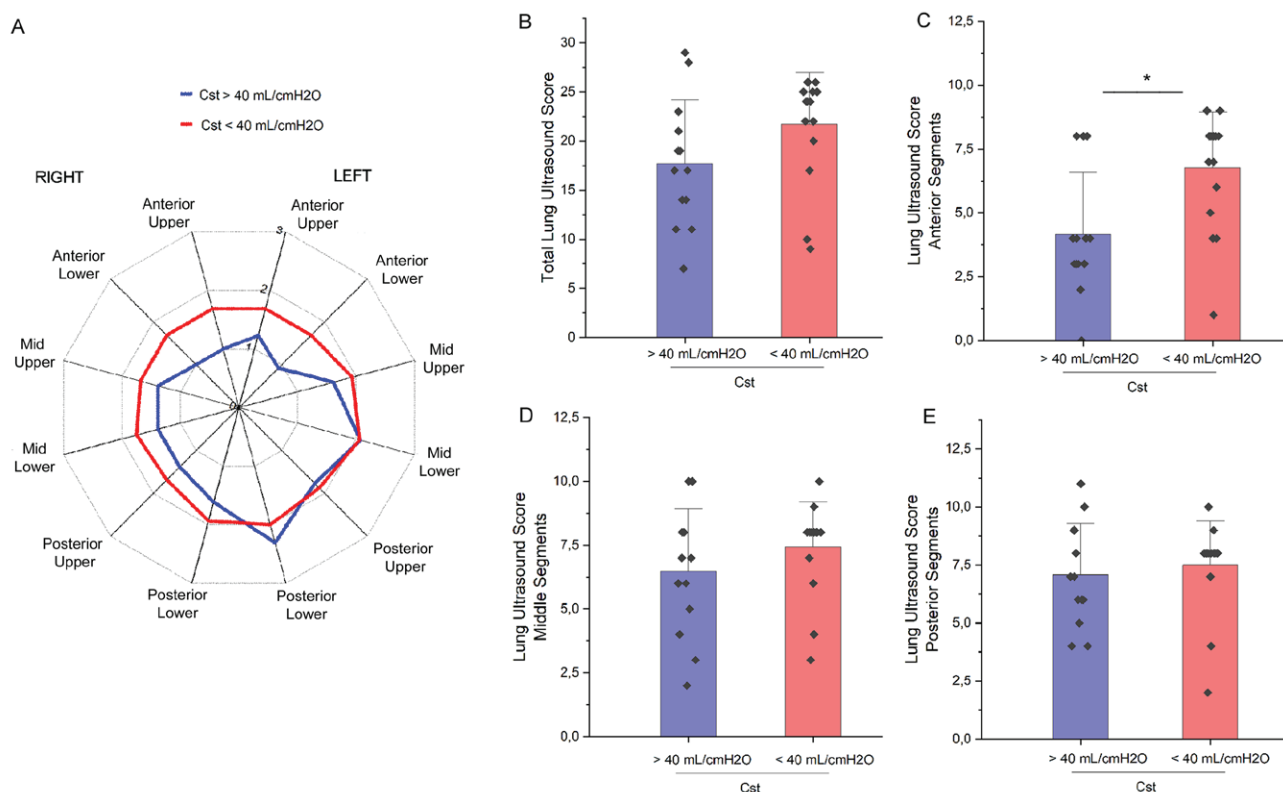 A
Cst > 40 mL/cmH2O
Cst < 40 mL/cmH2O
RIGHT
LEFT
Anterior
Upper
Anterior
Upper
Anterior
Lower
Anterior
Lower
Mid
Upper
Mid
Upper
Mid
Lower
Mid
Lower
Posterior
Upper
Posterior
Upper
Posterior
Lower
Posterior
Lower
3
2
1
0
B
Total Lung Ultrasound Score
30
25
20
15
10
5
0
> 40 mL/cmH2O
< 40 mL/cmH2O
Cst
C
Lung Ultrasound Score
Anterior Segments
12,5
10,0
7,5
5,0
2,5
0,0
*
> 40 mL/cmH2O
< 40 mL/cmH2O
Cst
D
Lung Ultrasound Score
Middle Segments
12,5
10,0
7,5
5,0
2,5
0,0
> 40 mL/cmH2O
< 40 mL/cmH2O
Cst
E
Lung Ultrasound Score
Posterior Segments
12,5
10,0
7,5
5,0
2,5
0,0
> 40 mL/cmH2O
< 40 mL/cmH2O
Cst